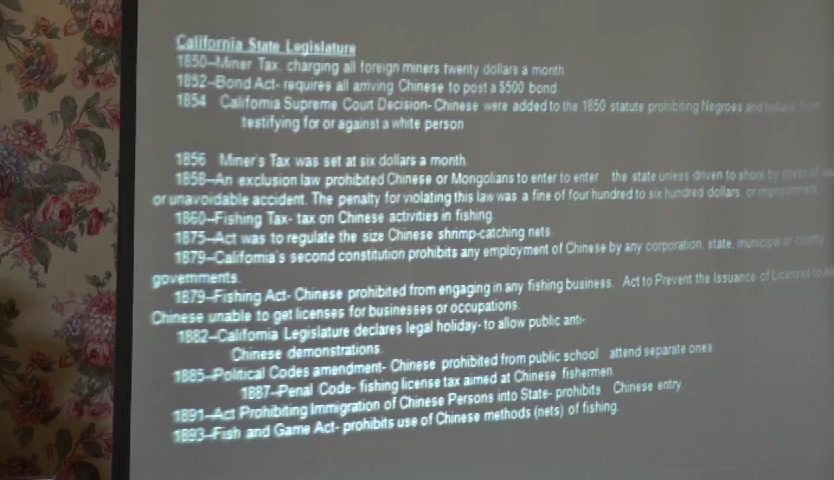 California State Legislature
1850–Miner Tax, charging all foreign miners twenty dollars a month
1852–Bond Act- requires all arriving Chinese to post a $500 bond
1854 California Supreme Court Decision- Chinese were added to the 1850 statute prohibiting Negroes and Indians from
testifying for or against a white person
1856 Miner's Tax was set at six dollars a month.
1858–An exclusion law prohibited Chinese or Mongolians to enter to enter the state unless driven to shore by stress of
or unavoidable accident. The penalty for violating this law was a fine of four hundred to six hundred dollars, or imprisonment.
1860–Fishing Tax- tax on Chinese activities in fishing.
1875–Act was to regulate the size Chinese shrimp-catching nets.
1879–California's second constitution prohibits any employment of Chinese by any corporation, state, municipal or county
governments.
1879–Fishing Act- Chinese prohibited from engaging in any fishing business. Act to Prevent the Issuance of Licenses to
Chinese unable to get licenses for businesses or occupations.
1882–California Legislature declares legal holiday- to allow public anti-
Chinese demonstrations.
1885–Political Codes amendment- Chinese prohibited from public school attend separate ones
1887–Penal Code- fishing license tax aimed at Chinese fishermen
1891–Act Prohibiting Immigration of Chinese Persons into State- prohibits Chinese entry
1893–Fish and Game Act- prohibits use of Chinese methods (nets) of fishing.